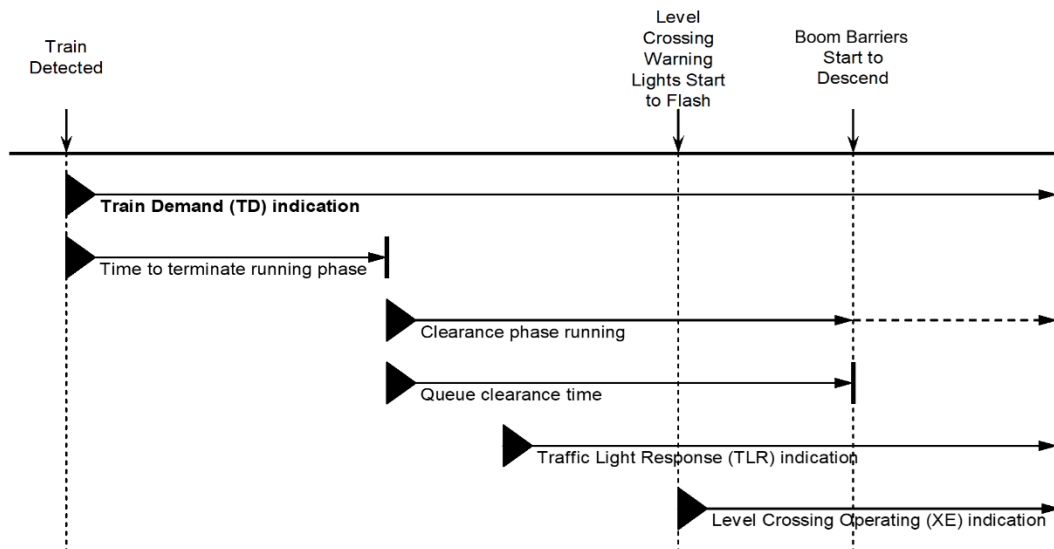 Train
Detected
Level
Crossing
Warning
Lights Start
to Flash
Boom Barriers
Start to
Descend
Train Demand (TD) indication
Time to terminate running phase
Clearance phase running
Queue clearance time
Traffic Light Response (TLR) indication
Level Crossing Operating (XE) indication